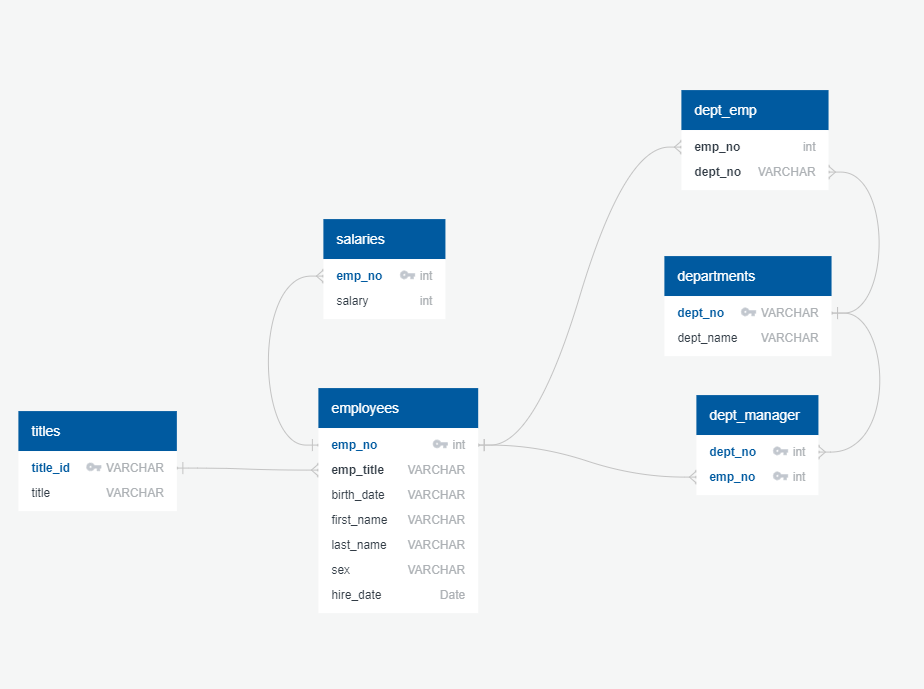 dept_emp
emp_no int
dept_no VARCHAR
salaries
emp_no int
salary int
departments
dept_no VARCHAR
dept_name VARCHAR
employees
emp_no int
emp_title VARCHAR
birth_date VARCHAR
first_name VARCHAR
last_name VARCHAR
sex VARCHAR
hire_date Date
dept_manager
dept_no int
emp_no int
titles
title_id VARCHAR
title VARCHAR